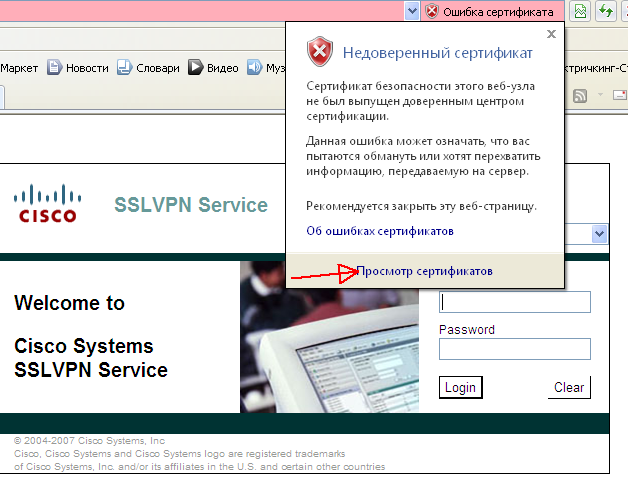 Ошибка сертификата
Маркет Новости Словари Видео Муз
ктричкинг-С
Недоверенный сертификат
Сертификат безопасности этого веб-узла
не был выпущен доверенным центром
сертификации.
Данная ошибка может означать, что вас
пытаются обмануть или хотят перехватить
информацию, передаваемую на сервер.
Рекомендуется закрыть эту веб-страницу.
Об ошибках сертификатов
Просмотр сертификатов
CISCO
SSLVPN Service
Welcome to
Cisco Systems
SSLVPN Service
Password
Login Clear
© 2004-2007 Cisco Systems, Inc
Cisco, Cisco Systems and Cisco Systems logo are registered trademarks
of Cisco Systems, Inc. and/or its affiliates in the U.S. and certain other countries